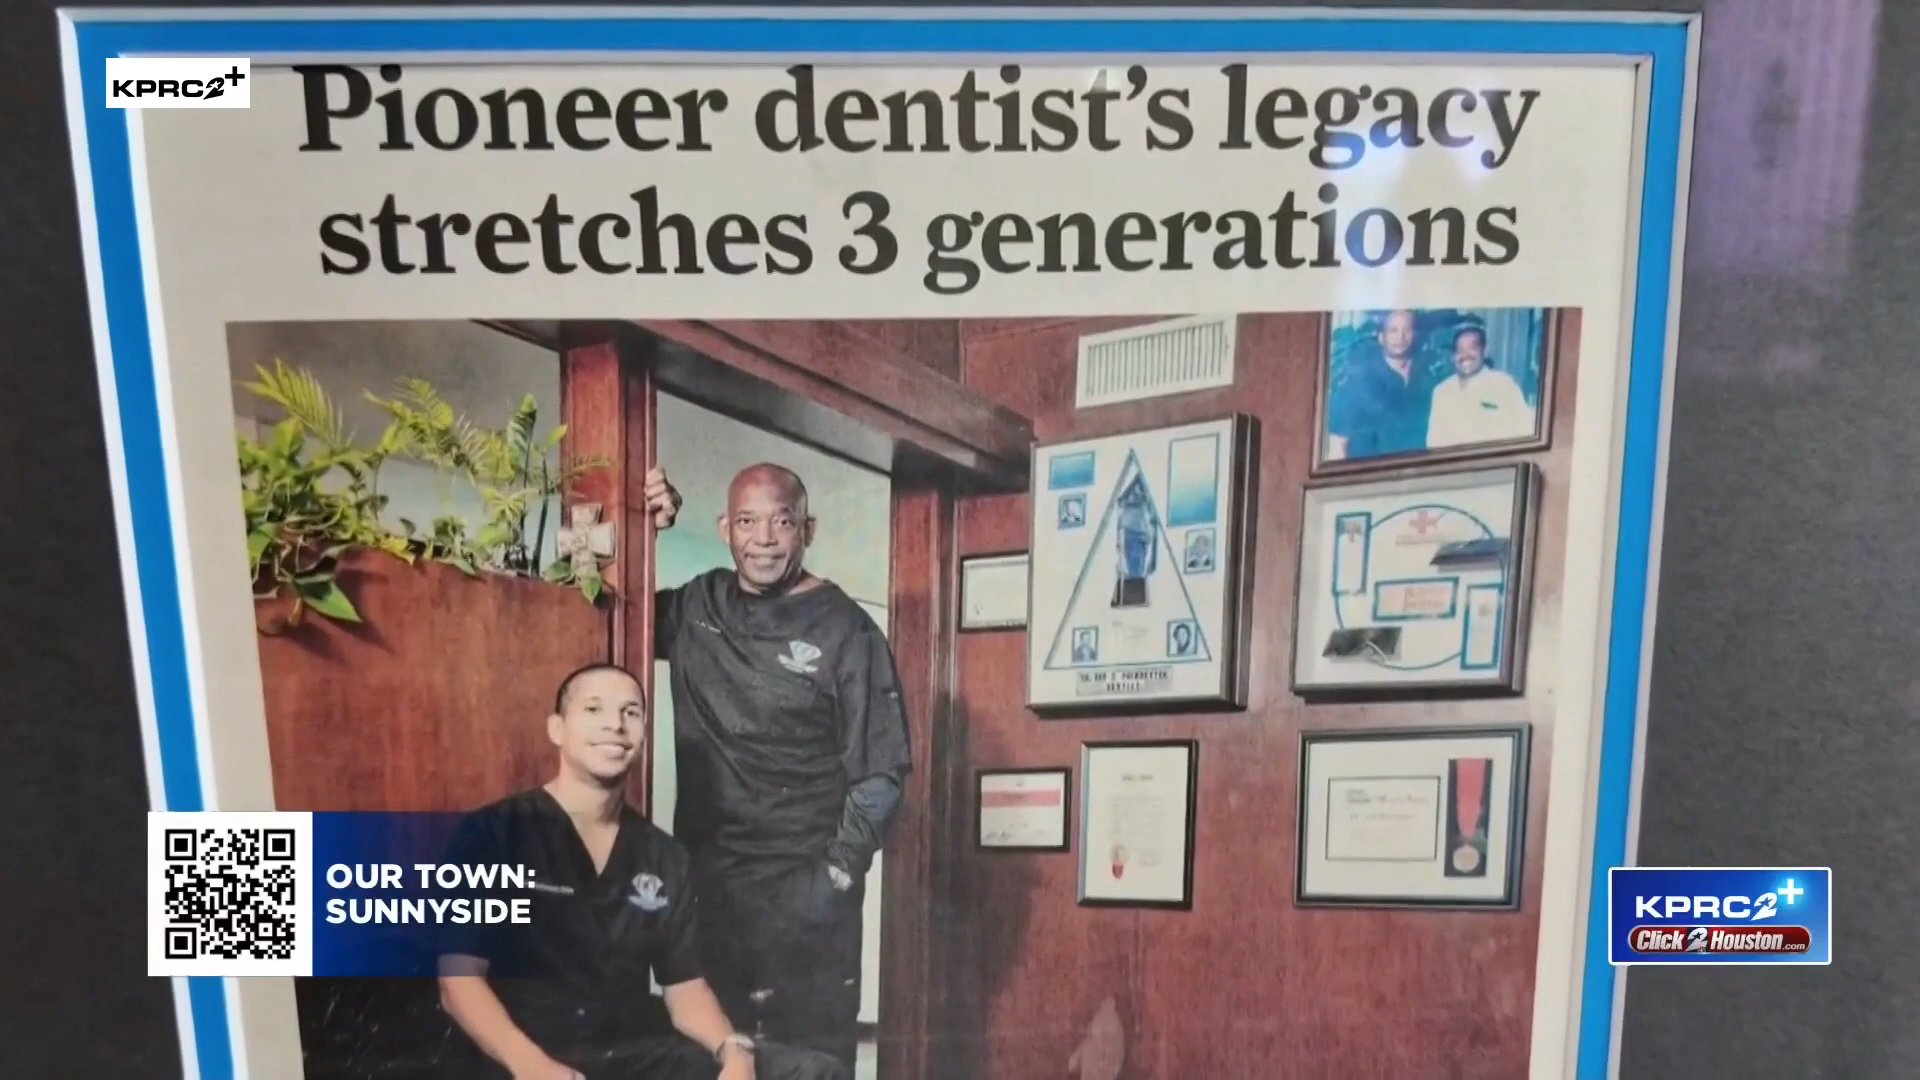 KPRC2+
Pioneer dentist's legacy
stretches 3 generations
OUR TOWN:
SUNNYSIDE
KPRC2+
Click2Houston.com